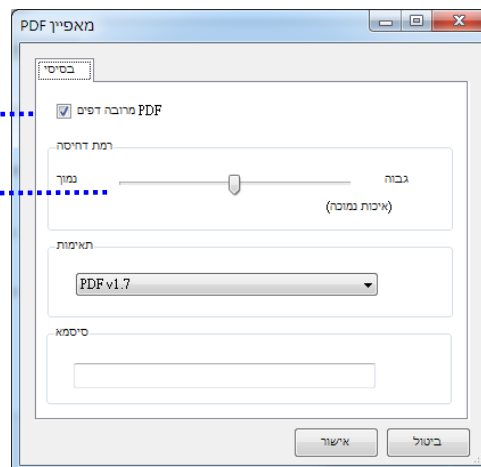 מאפיין PDF
בסיסי
PDF מרובה דפים
רמת דחיסה
נמוך
גבוה
(איכות נמוכה)
תאימות
PDF v1.7
סיסמא
אישור
ביטול